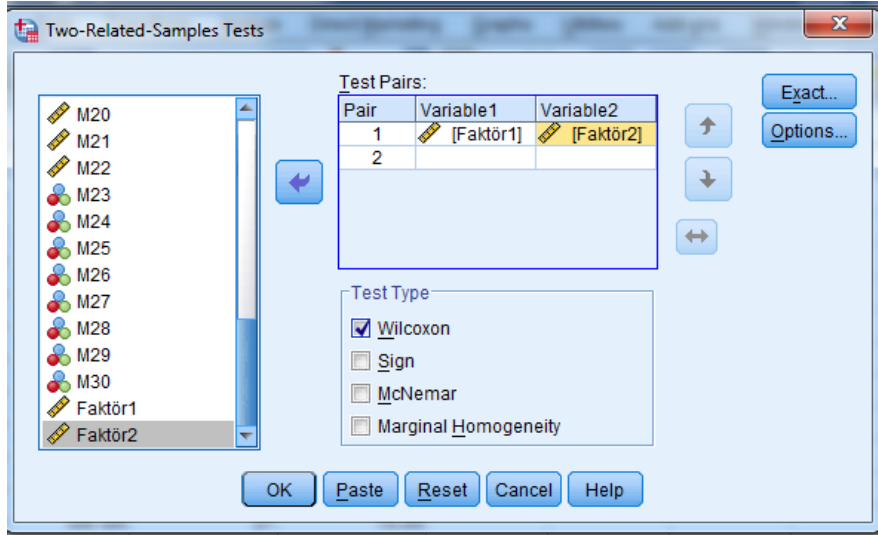 Two-Related-Samples Tests
M20
M21
M22
M23
M24
M25
M26
M27
M28
M29
M30
Faktör1
Faktör2
Test Pairs:
Pair Variable1 Variable2
1 [Faktör1] [Faktör2]
2
Test Type
Wilcoxon
Sign
McNemar
Marginal Homogeneity
Exact...
Options...
OK Paste Reset Cancel Help